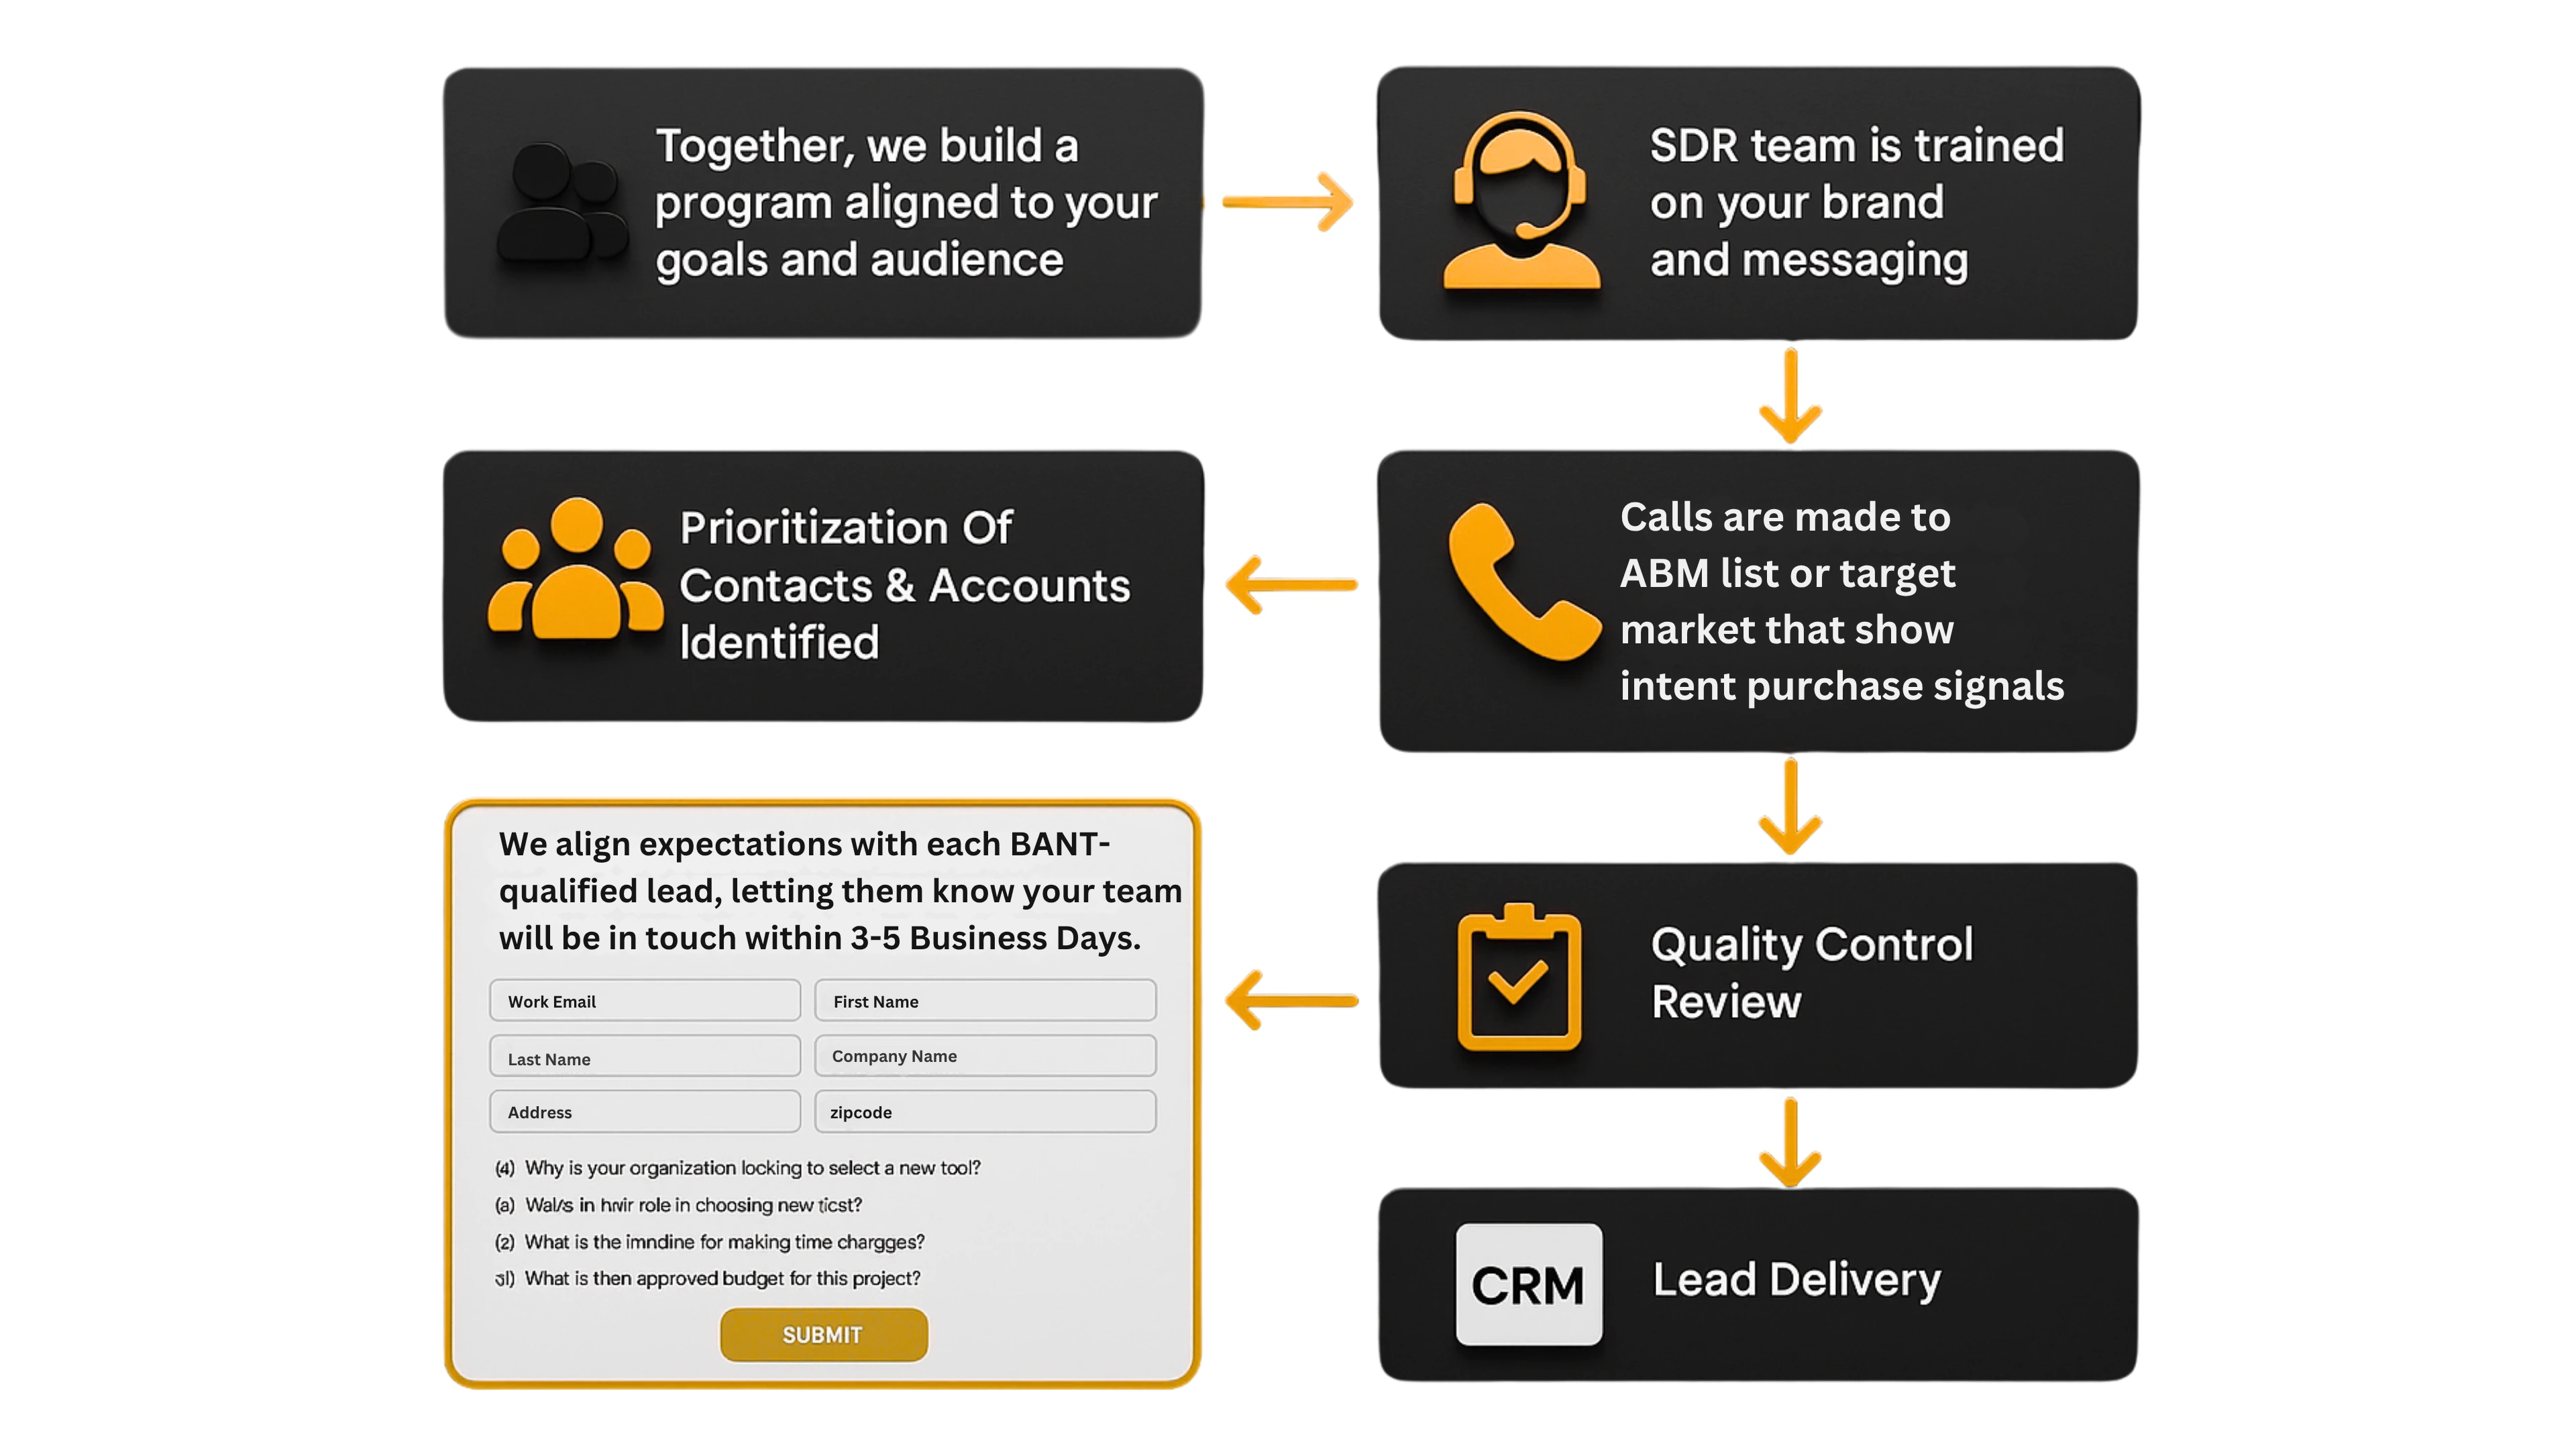 Together, we build a
program aligned to your
goals and audience
SDR team is trained
on your brand
and messaging
Prioritization Of
Contacts & Accounts
Identified
Calls are made to
ABM list or target
market that show
intent purchase signals
We align expectations with each BANT-
qualified lead, letting them know your team
will be in touch within 3-5 Business Days.
Work Email
First Name
Last Name
Company Name
Address
zipcode
(4) Why is your organization locking to select a new tool?
(a) in role in choosing new
(2) What is the imndine for making time chargges?
What is then approved budget for this project?
SUBMIT
Quality Control
Review
CRM
Lead Delivery